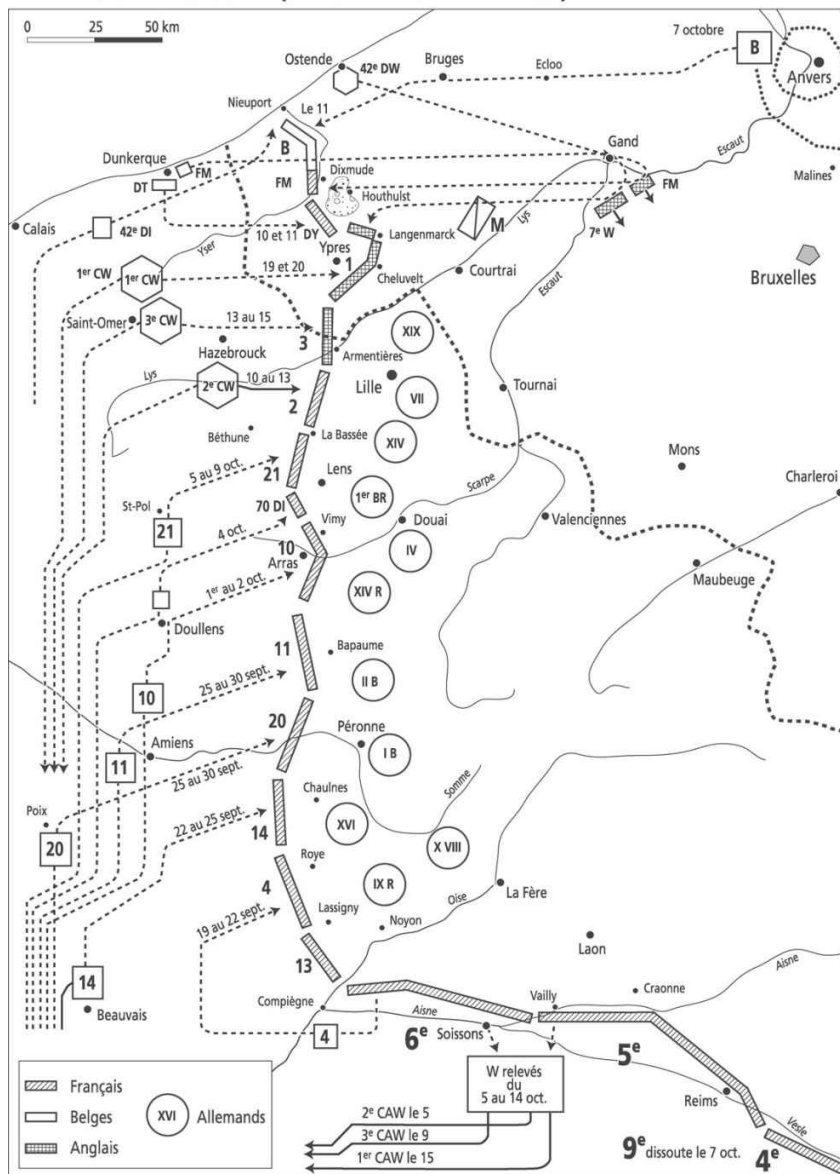 0 25 50 km
7 octobre
B
Anvers
Ostende
42e DW
Bruges
Ecloo
Nieuport
Le 11
B
Gand
Escaut
Dunkerque
FM
DT
FM
Dixmude
Houthulst
FM
Malines
Calais
42e DI
10 et 11
DY
Ypres
Langenmarck
M
Lys
7e W
Yser
1er CW
1er CW
19 et 20
1
Cheluvelt
Courtrai
Escaut
Bruxelles
Saint-Omer
3e CW
13 au 15
3
XIX
Hazebrouck
Armentières
Lys
2e CW
10 au 13
2
Lille
VII
Tournai
Béthune
La Bassée
XIV
Mons
5 au 9 oct.
21
Lens
Scarpe
Charleroi
St-Pol
70 DI
1er BR
21
4 oct.
Vimy
Douai
Valenciennes
10
Arras
IV
1er au 2 oct.
XIV R
Maubeuge
Doullens
11
Bapaume
10
25 au 30 sept.
II B
20
Amiens
Péronne
I B
11
25 au 30 sept.
Chaulnes
Somme
Poix
22 au 25 sept.
XVI
20
14
X VIII
Roye
4
IX R
La Fère
19 au 22 sept.
Lassigny
Noyon
Oise
Laon
13
14
Beauvais
Compiègne
Vailly
Craonne
Aisne
Aisne
4
6e
Soissons
5e
W relevés
du
5 au 14 oct.
Reims
Vesle
2e CAW le 5
3e CAW le 9
1er CAW le 15
9e dissoute le 7 oct.
4e
Français
Belges
Anglais
XVI
Allemands